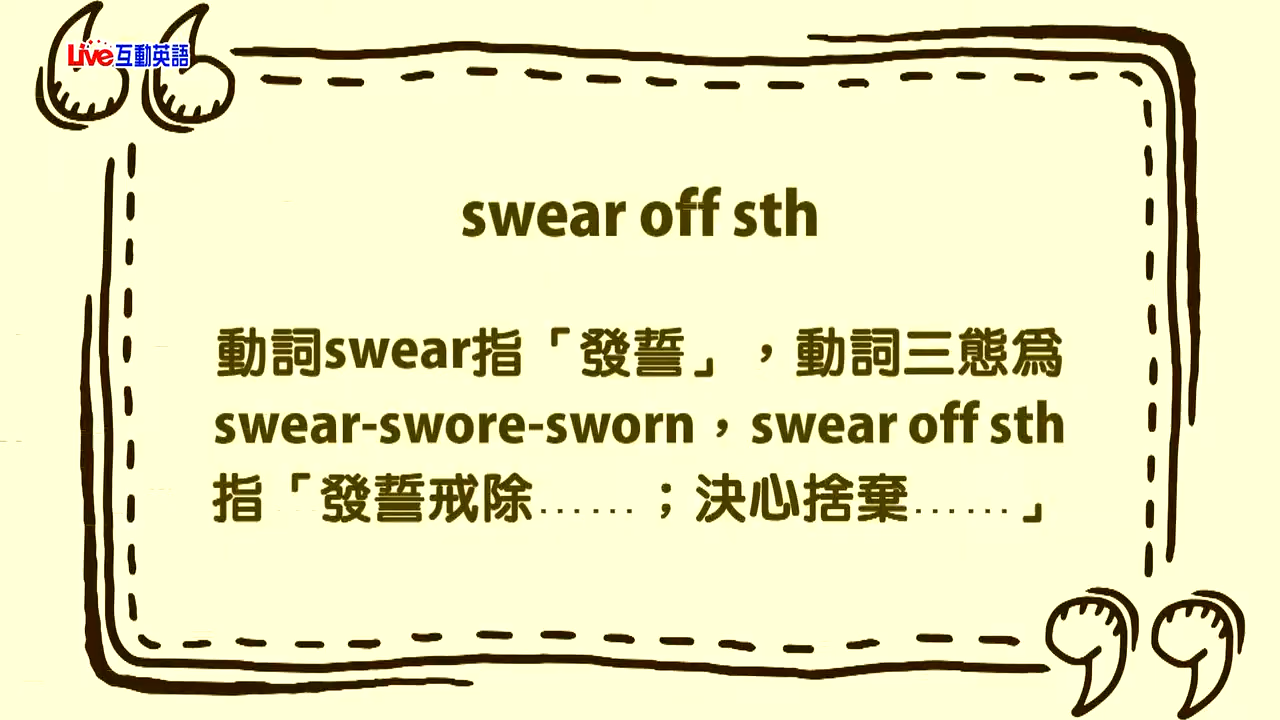 Live互動英語
swear off sth
動詞swear指「發誓」，動詞三態為
swear-swore-sworn，swear off sth
指「發誓戒除……；決心捨棄……」